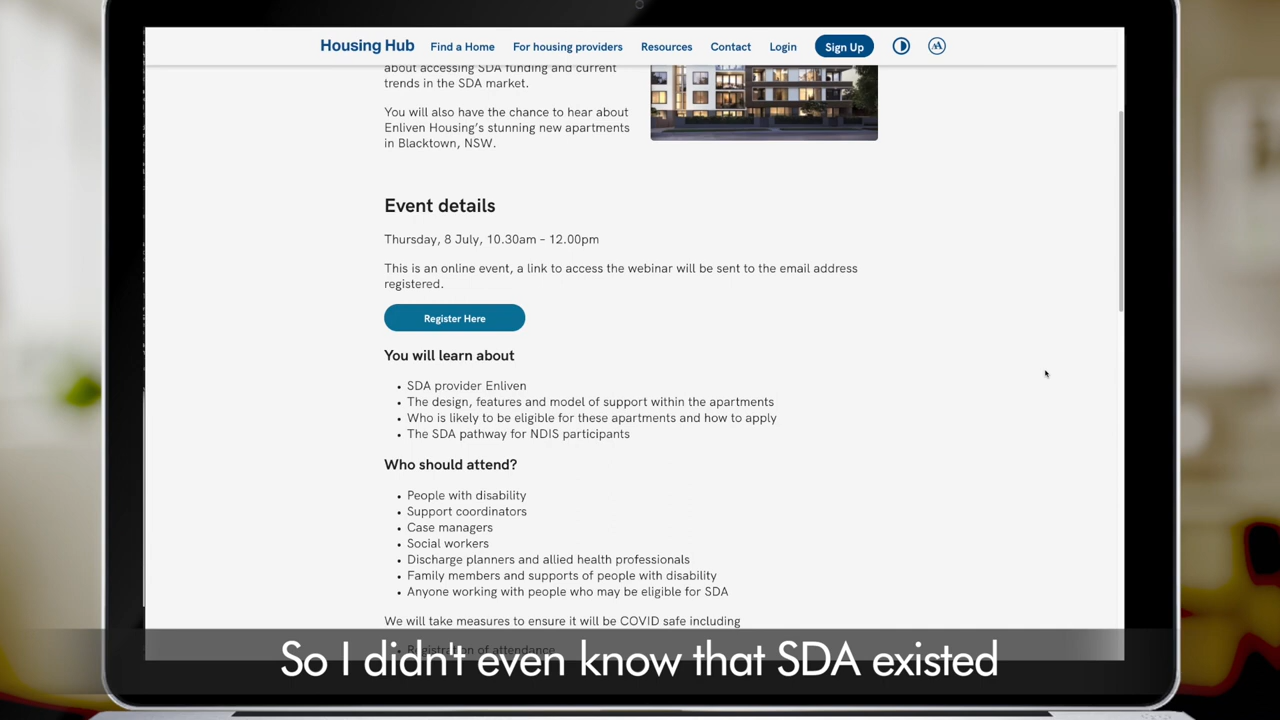 Housing Hub Find a Home For housing providers Resources Contact Login Sign Up AA
about accessing SDA funding and current
trends in the SDA market.
You will also have the chance to hear about
Enliven Housing's stunning new apartments
in Blacktown, NSW.
Event details
Thursday, 8 July, 10.30am – 12.00pm
This is an online event, a link to access the webinar will be sent to the email address
registered.
Register Here
You will learn about
• SDA provider Enliven
• The design, features and model of support within the apartments
• Who is likely to be eligible for these apartments and how to apply
• The SDA pathway for NDIS participants
Who should attend?
• People with disability
• Support coordinators
• Case managers
• Social workers
• Discharge planners and allied health professionals
• Family members and supports of people with disability
• Anyone working with people who may be eligible for SDA
We will take measures to ensure it will be COVID safe including
• Registration of attendance
So I didn't even know that SDA existed